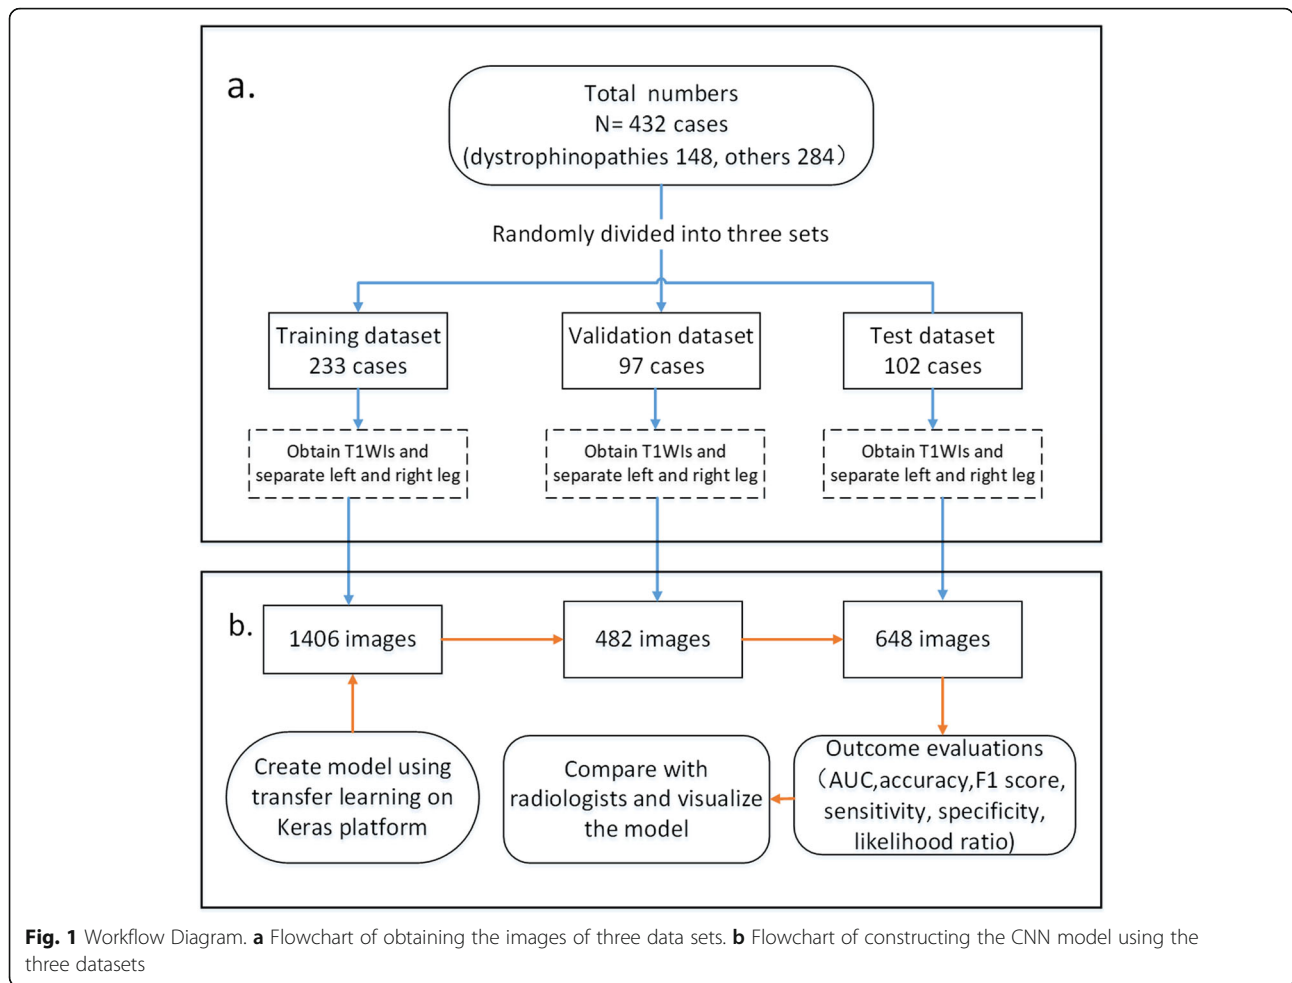 a.
Total numbers
N= 432 cases
(dystrophinopathies 148, others 284）
Randomly divided into three sets
Training dataset
233 cases
Validation dataset
97 cases
Test dataset
102 cases
Obtain T1WIs and
separate left and right leg
Obtain T1WIs and
separate left and right leg
Obtain T1WIs and
separate left and right leg
b.
1406 images
482 images
648 images
Create model using
transfer learning on
Keras platform
Compare with
radiologists and visualize
the model
Outcome evaluations
（AUC,accuracy,F1 score,
sensitivity, specificity,
likelihood ratio)
Fig. 1 Workflow Diagram. a Flowchart of obtaining the images of three data sets. b Flowchart of constructing the CNN model using the
three datasets